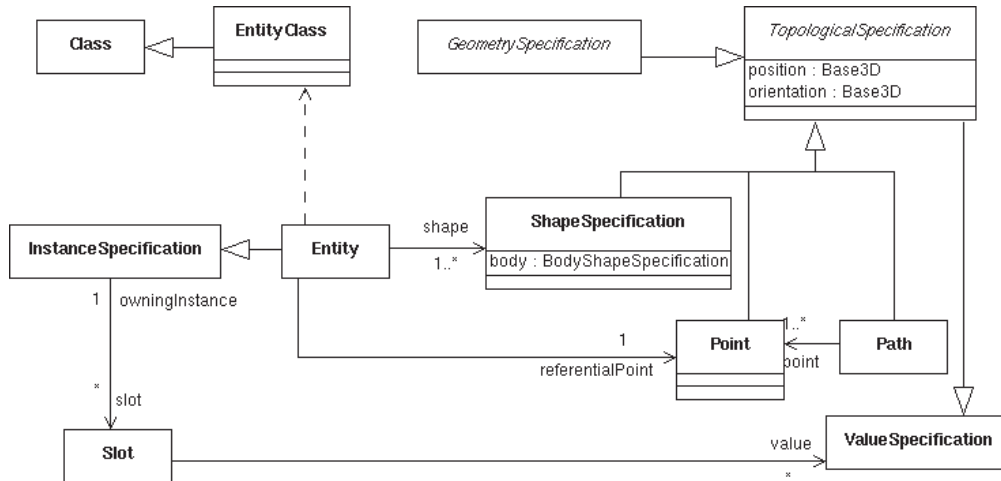 Class
EntityClass
GeometrySpecification
TopologicalSpecification
position : Base3D
orientation : Base3D
InstanceSpecification
Entity
shape
1..*
ShapeSpecification
body : BodyShapeSpecification
1 owningInstance
1
referentialPoint
Point
1..*
point
Path
*
slot
Slot
value
*
ValueSpecification